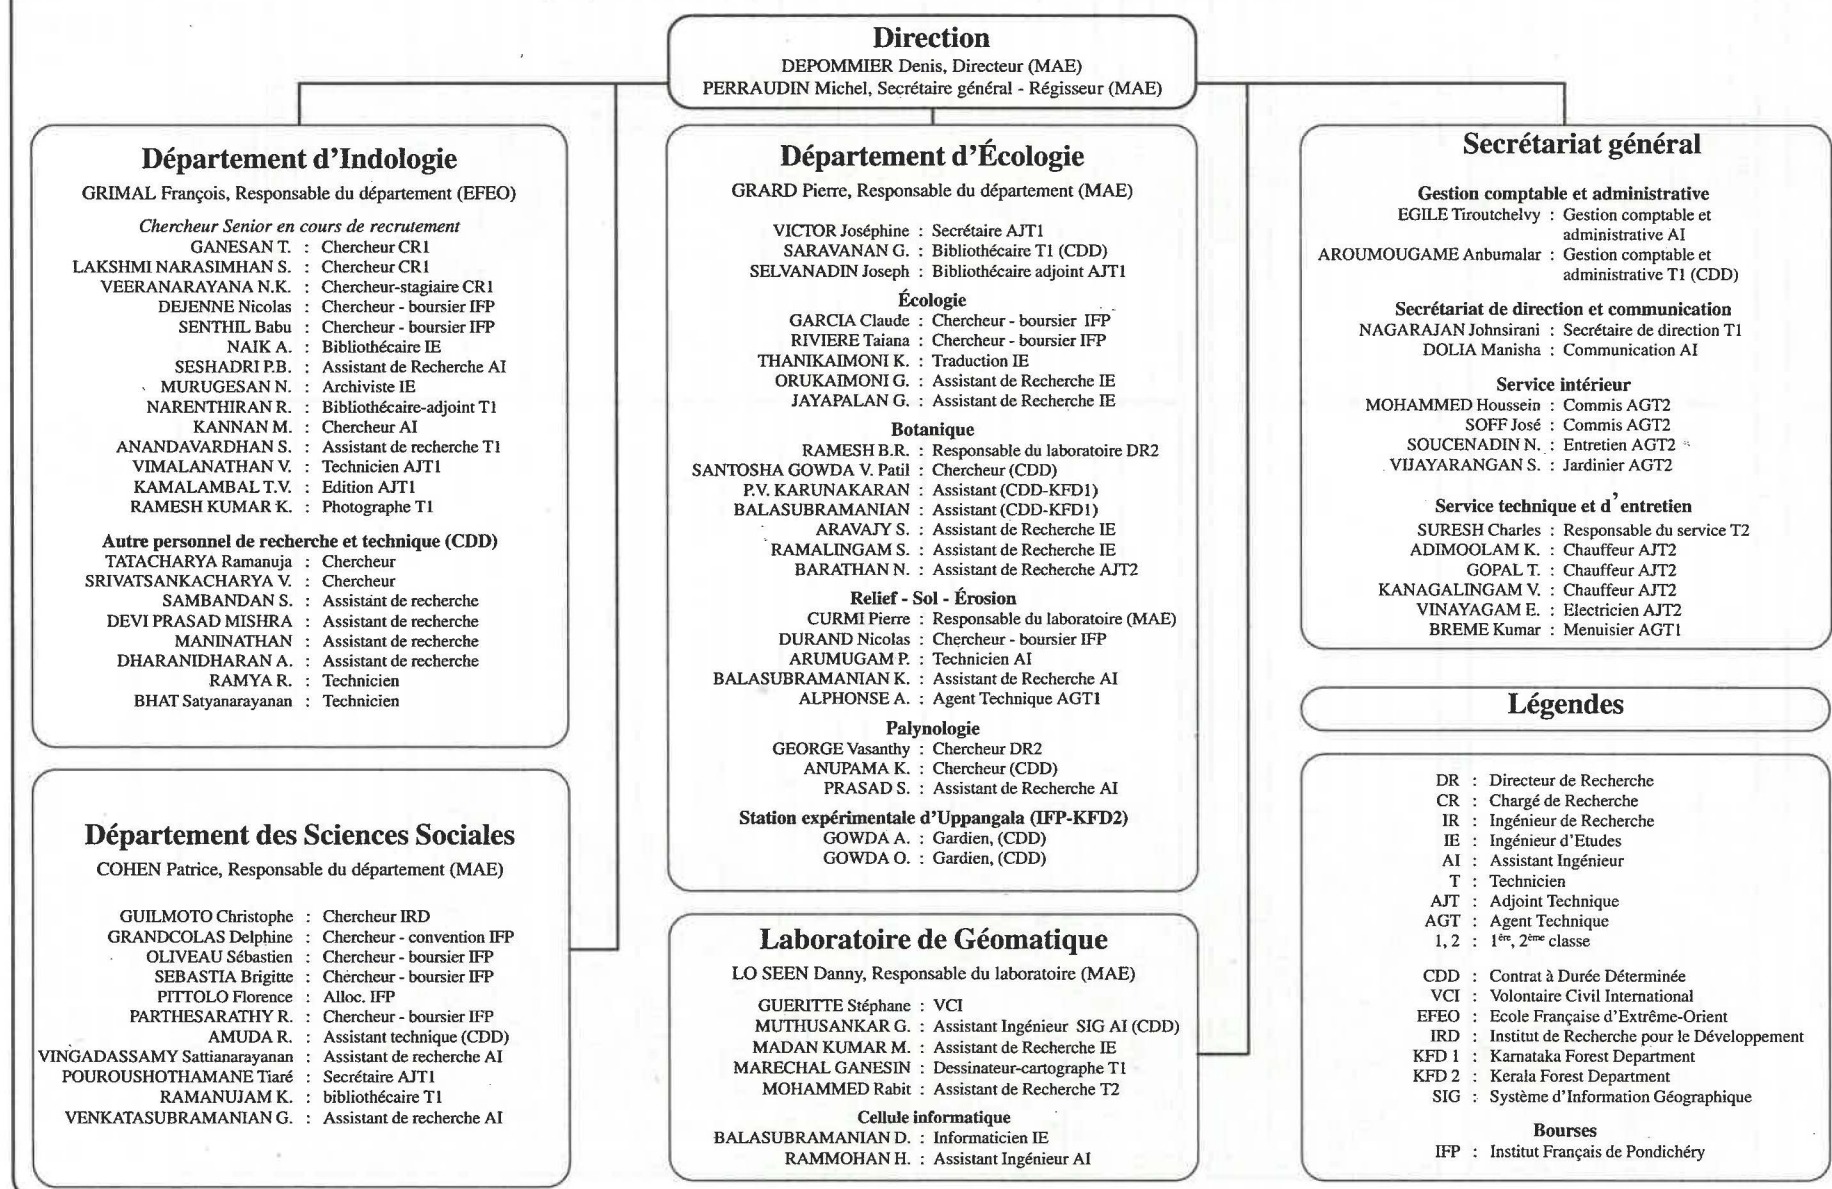 Direction
DEPOMMIER Denis, Directeur (MAE)
PERRAUDIN Michel, Secrétaire général - Régisseur (MAE)
Département d'Indologie
GRIMAL François, Responsable du département (EFEO)
Chercheur Senior en cours de recrutement
GANESAN T. : Chercheur CR1
LAKSHMI NARASIMHAN S. : Chercheur CR1
VEERANARAYANA N.K. : Chercheur-stagiaire CR1
DEJENNE Nicolas : Chercheur - boursier IFP
SENTHIL Babu : Chercheur - boursier IFP
NAIK A. : Bibliothécaire IE
SESHADRI P.B. : Assistant de Recherche AI
MURUGESAN N. : Archiviste IE
NARENTHIRAN R. : Bibliothécaire-adjoint T1
KANNAN M. : Chercheur AI
ANANDAVARDHAN S. : Assistant de recherche T1
VIMALANATHAN V. : Technicien AJT1
KAMALAMBAL T.V. : Edition AJT1
RAMESH KUMAR K. : Photographe T1
Autre personnel de recherche et technique (CDD)
TATACHARYA Ramanuja : Chercheur
SRIVATSANKACHARYA V. : Chercheur
SAMBANDAN S. : Assistant de recherche
DEVI PRASAD MISHRA : Assistant de recherche
MANINATHAN : Assistant de recherche
DHARANIDHARAN A. : Assistant de recherche
RAMYA R. : Technicien
BHAT Satyanarayanan : Technicien
Département des Sciences Sociales
COHEN Patrice, Responsable du département (MAE)
GUILMOTO Christophe : Chercheur IRD
GRANDCOLAS Delphine : Chercheur - convention IFP
OLIVEAU Sébastien : Chercheur - boursier IFP
SEBASTIA Brigitte : Chercheur - boursier IFP
PITTOLO Florence : Alloc. IFP
PARTHESARATHY R. : Chercheur - boursier IFP
AMUDA R. : Assistant technique (CDD)
VINGADASSAMY Sattianarayanan : Assistant de recherche AI
POUROUSHOTHAMANE Tiaré : Secrétaire AJT1
RAMANUJAM K. : bibliothécaire T1
VENKATASUBRAMANIAN G. : Assistant de recherche AI
Département d'Écologie
GRARD Pierre, Responsable du département (MAE)
VICTOR Joséphine : Secrétaire AJT1
SARAVANAN G. : Bibliothécaire T1 (CDD)
SELVANADIN Joseph : Bibliothécaire adjoint AJT1
Écologie
GARCIA Claude : Chercheur - boursier IFP
RIVIERE Taiana : Chercheur - boursier IFP
THANIKAIMONI K. : Traduction IE
ORUKAIMONI G. : Assistant de Recherche IE
JAYAPALAN G. : Assistant de Recherche IE
Botanique
RAMESH B.R. : Responsable du laboratoire DR2
SANTOSHA GOWDA V. Patil : Chercheur (CDD)
P.V. KARUNAKARAN : Assistant (CDD-KFD1)
BALASUBRAMANIAN : Assistant (CDD-KFD1)
ARAVAJY S. : Assistant de Recherche IE
RAMALINGAM S. : Assistant de Recherche IE
BARATHAN N. : Assistant de Recherche AJT2
Relief - Sol - Érosion
CURMI Pierre : Responsable du laboratoire (MAE)
DURAND Nicolas : Chercheur - boursier IFP
ARUMUGAM P. : Technicien AI
BALASUBRAMANIAN K. : Assistant de Recherche AI
ALPHONSE A. : Agent Technique AGT1
Palynologie
GEORGE Vasanthy : Chercheur DR2
ANUPAMA K. : Chercheur (CDD)
PRASAD S. : Assistant de Recherche AI
Station expérimentale d'Uppangala (IFP-KFD2)
GOWDA A. : Gardien, (CDD)
GOWDA O. : Gardien, (CDD)
Laboratoire de Géomatique
LO SEEN Danny, Responsable du laboratoire (MAE)
GUERITTE Stéphane : VCI
MUTHUSANKAR G. : Assistant Ingénieur SIG AI (CDD)
MADAN KUMAR M. : Assistant de Recherche IE
MARECHAL GANESIN : Dessinateur-cartographe T1
MOHAMMED Rabit : Assistant de Recherche T2
Cellule informatique
BALASUBRAMANIAN D. : Informaticien IE
RAMMOHAN H. : Assistant Ingénieur AI
Secrétariat général
Gestion comptable et administrative
EGILE Tiroutchelvy : Gestion comptable et
administrative AI
AROUMOUGAME Anbumalar : Gestion comptable et
administrative T1 (CDD)
Secrétariat de direction et communication
NAGARAJAN Johnsirani : Secrétaire de direction T1
DOLIA Manisha : Communication AI
Service intérieur
MOHAMMED Houssein : Commis AGT2
SOFF José : Commis AGT2
SOUCENADIN N. : Entretien AGT2
VIJAYARANGAN S. : Jardinier AGT2
Service technique et d'entretien
SURESH Charles : Responsable du service T2
ADIMOOLAM K. : Chauffeur AJT2
GOPAL T. : Chauffeur AJT2
KANAGALINGAM V. : Chauffeur AJT2
VINAYAGAM E. : Electricien AJT2
BREME Kumar : Menuisier AGT1
Légendes
DR : Directeur de Recherche
CR : Chargé de Recherche
IR : Ingénieur de Recherche
IE : Ingénieur d'Etudes
AI : Assistant Ingénieur
T : Technicien
AJT : Adjoint Technique
AGT : Agent Technique
1, 2 : 1ère, 2ème classe
CDD : Contrat à Durée Déterminée
VCI : Volontaire Civil International
EFEO : Ecole Française d'Extrême-Orient
IRD : Institut de Recherche pour le Développement
KFD 1 : Karnataka Forest Department
KFD 2 : Kerala Forest Department
SIG : Système d'Information Géographique
Bourses
IFP : Institut Français de Pondichéry